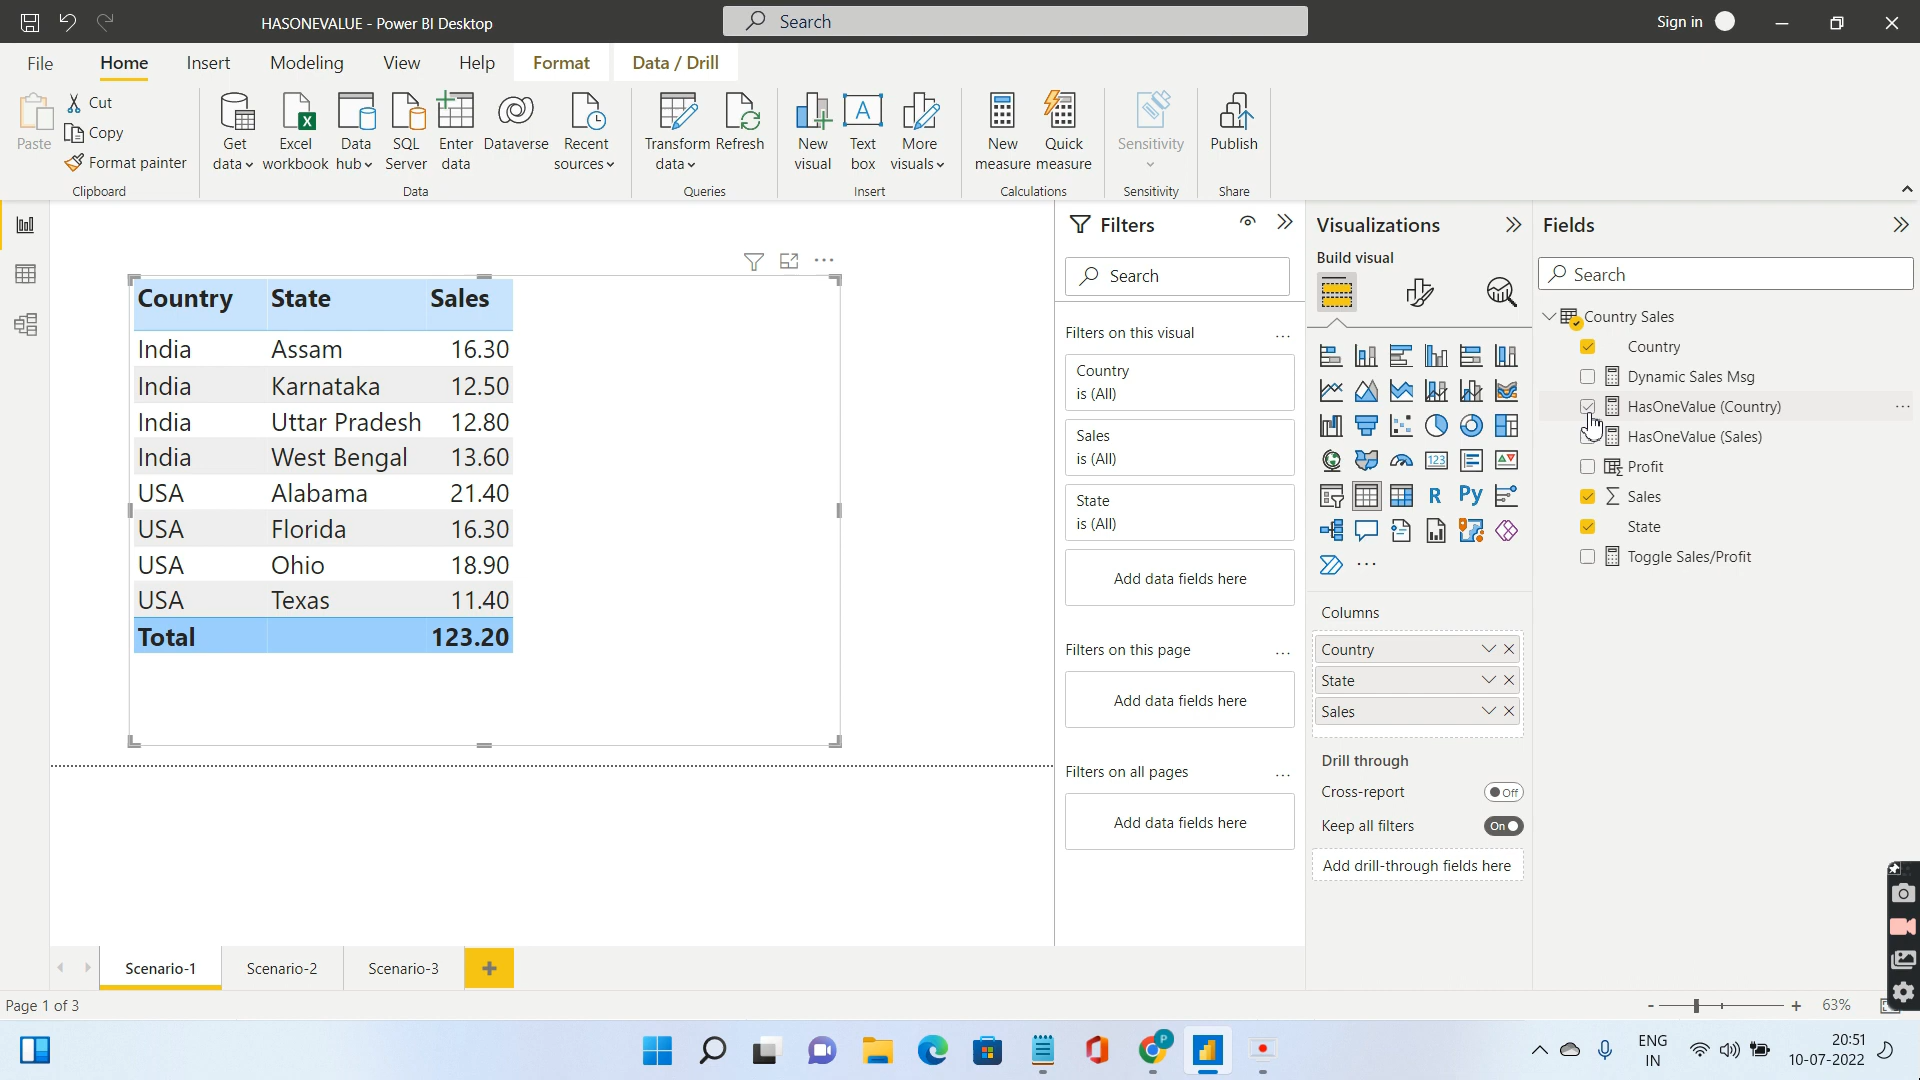 HASONEVALUE - Power BI Desktop
Search
Sign in
File
Home
Insert
Modeling
View
Help
Format
Data / Drill
Paste
Cut
Copy
Format painter
Clipboard
Get data
Excel workbook
Data hub
SQL Server
Enter data
Dataverse
Recent sources
Data
Transform data
Refresh
Queries
New visual
Text box
More visuals
Insert
New measure
Quick measure
Calculations
Sensitivity
Sensitivity
Publish
Share
Country State Sales
India Assam 16.30
India Karnataka 12.50
India Uttar Pradesh 12.80
India West Bengal 13.60
USA Alabama 21.40
USA Florida 16.30
USA Ohio 18.90
USA Texas 11.40
Total 123.20
Filters
Search
Filters on this visual
Country
is (All)
Sales
is (All)
State
is (All)
Add data fields here
Filters on this page
Add data fields here
Filters on all pages
Add data fields here
Visualizations
Build visual
123
R
Py
Columns
Country
State
Sales
Drill through
Cross-report
Off
Keep all filters
On
Add drill-through fields here
Fields
Search
Country Sales
Country
Dynamic Sales Msg
HasOneValue (Country)
HasOneValue (Sales)
Profit
Sales
State
Toggle Sales/Profit
Scenario-1
Scenario-2
Scenario-3
Page 1 of 3
63%
ENG
IN
20:51
10-07-2022